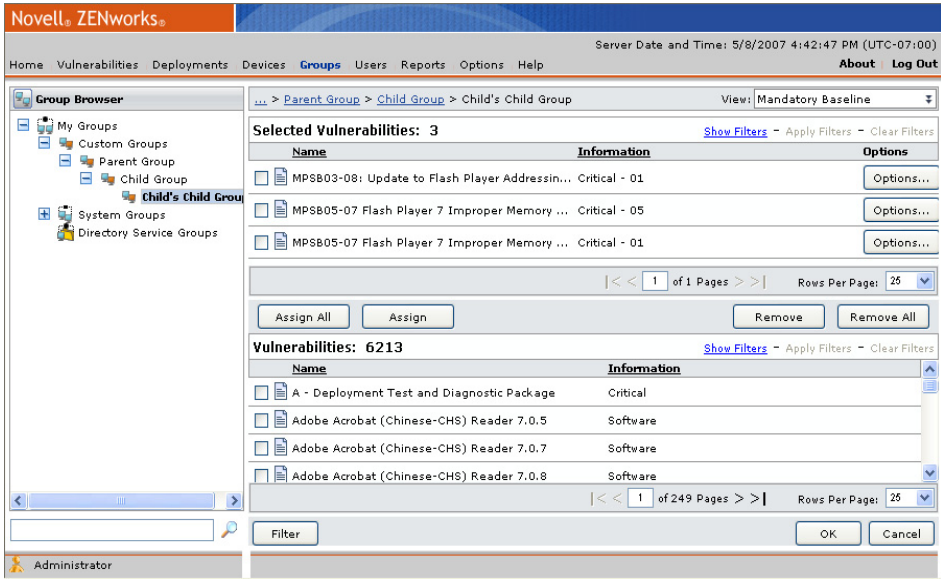 Novell® ZENworks®
Server Date and Time: 5/8/2007 4:42:47 PM (UTC-07:00)
Home Vulnerabilities Deployments Devices Groups Users Reports Options Help About Log Out
Group Browser
My Groups
Custom Groups
Parent Group
Child Group
Child's Child Grou
System Groups
Directory Service Groups
... > Parent Group > Child Group > Child's Child Group View: Mandatory Baseline
Selected Vulnerabilities: 3 Show Filters - Apply Filters - Clear Filters
Name Information Options
MPSB03-08: Update to Flash Player Addressin... Critical - 01 Options...
MPSB05-07 Flash Player 7 Improper Memory ... Critical - 05 Options...
MPSB05-07 Flash Player 7 Improper Memory ... Critical - 01 Options...
|< < 1 of 1 Pages > >| Rows Per Page: 25
Assign All Assign Remove Remove All
Vulnerabilities: 6213 Show Filters - Apply Filters - Clear Filters
Name Information
A - Deployment Test and Diagnostic Package Critical
Adobe Acrobat (Chinese-CHS) Reader 7.0.5 Software
Adobe Acrobat (Chinese-CHS) Reader 7.0.7 Software
Adobe Acrobat (Chinese-CHS) Reader 7.0.8 Software
|< < 1 of 249 Pages > >| Rows Per Page: 25
Filter OK Cancel
Administrator